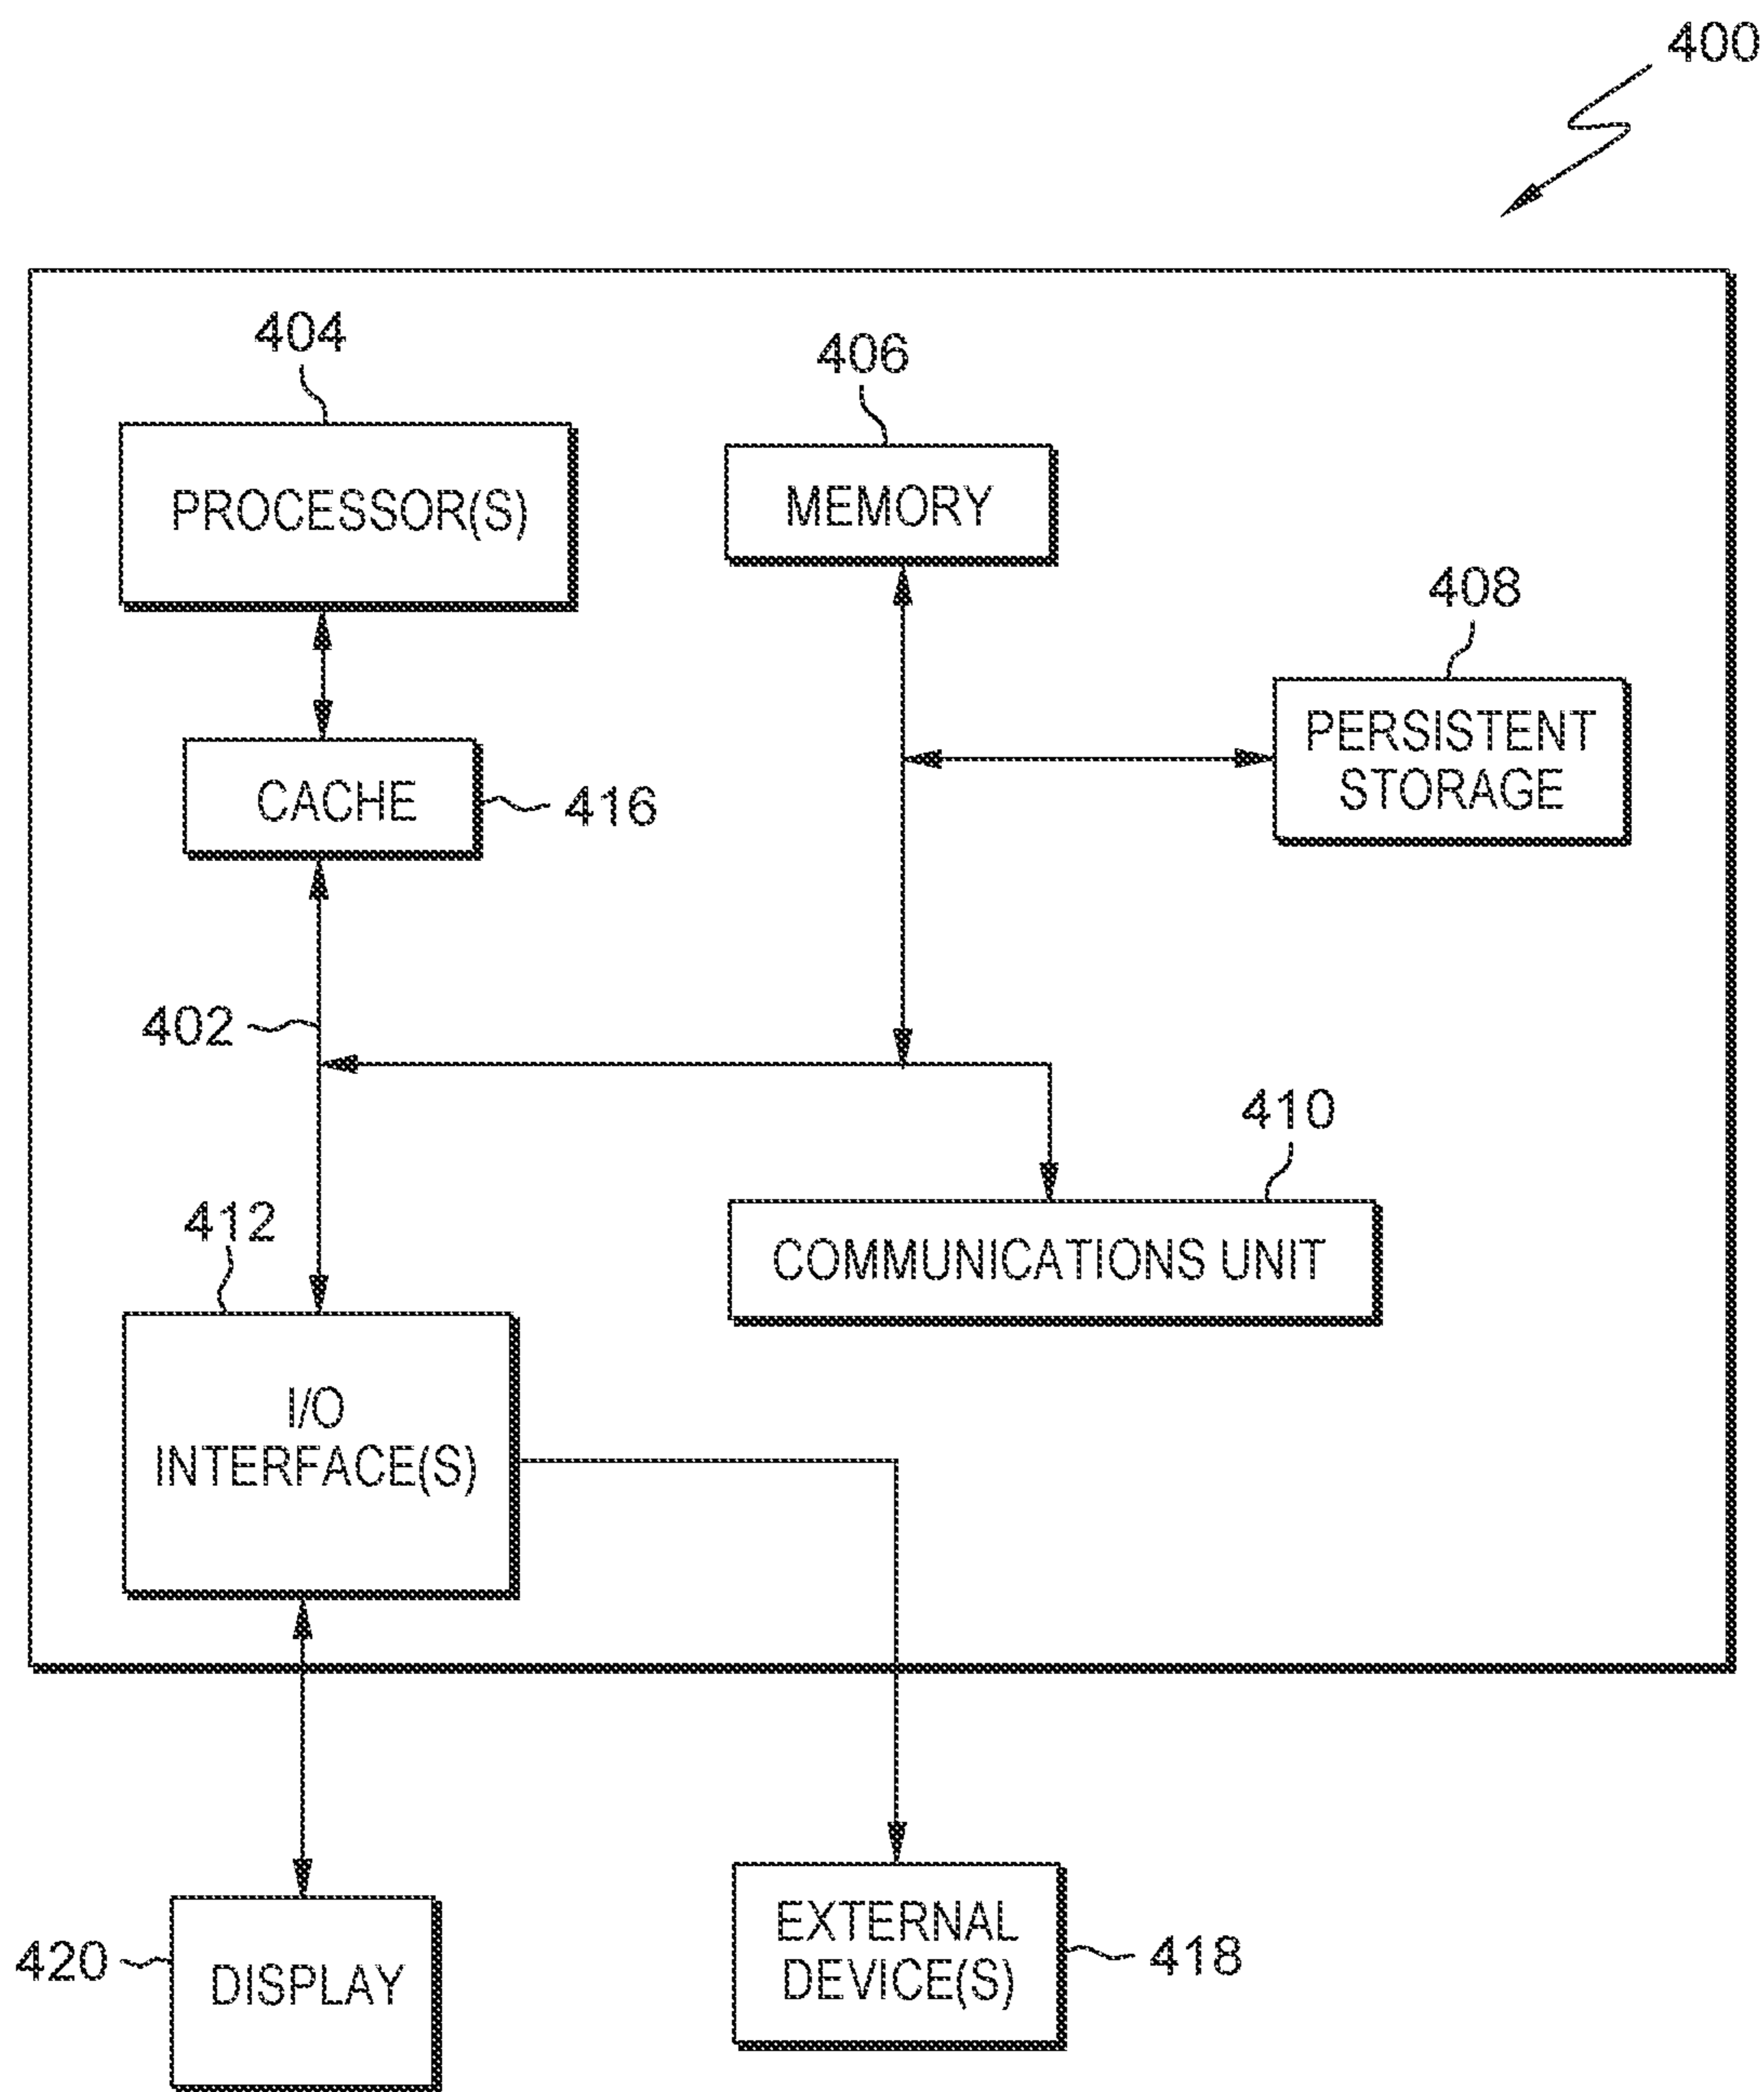 400
404
PROCESSOR(S)
406
MEMORY
408
PERSISTENT
STORAGE
CACHE
416
402
410
COMMUNICATIONS UNIT
412
I/O
INTERFACE(S)
420
DISPLAY
EXTERNAL
DEVICE(S)
418